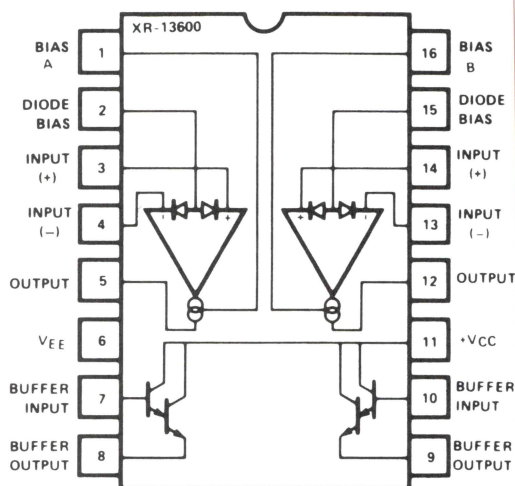 XR-13600
BIAS
A
1
16
BIAS
B
DIODE
BIAS
2
15
DIODE
BIAS
INPUT
(+)
3
14
INPUT
(+)
INPUT
(−)
4
13
INPUT
(−)
- +
+ -
OUTPUT
5
12
OUTPUT
VEE
6
11
+VCC
BUFFER
INPUT
7
10
BUFFER
INPUT
BUFFER
OUTPUT
8
9
BUFFER
OUTPUT